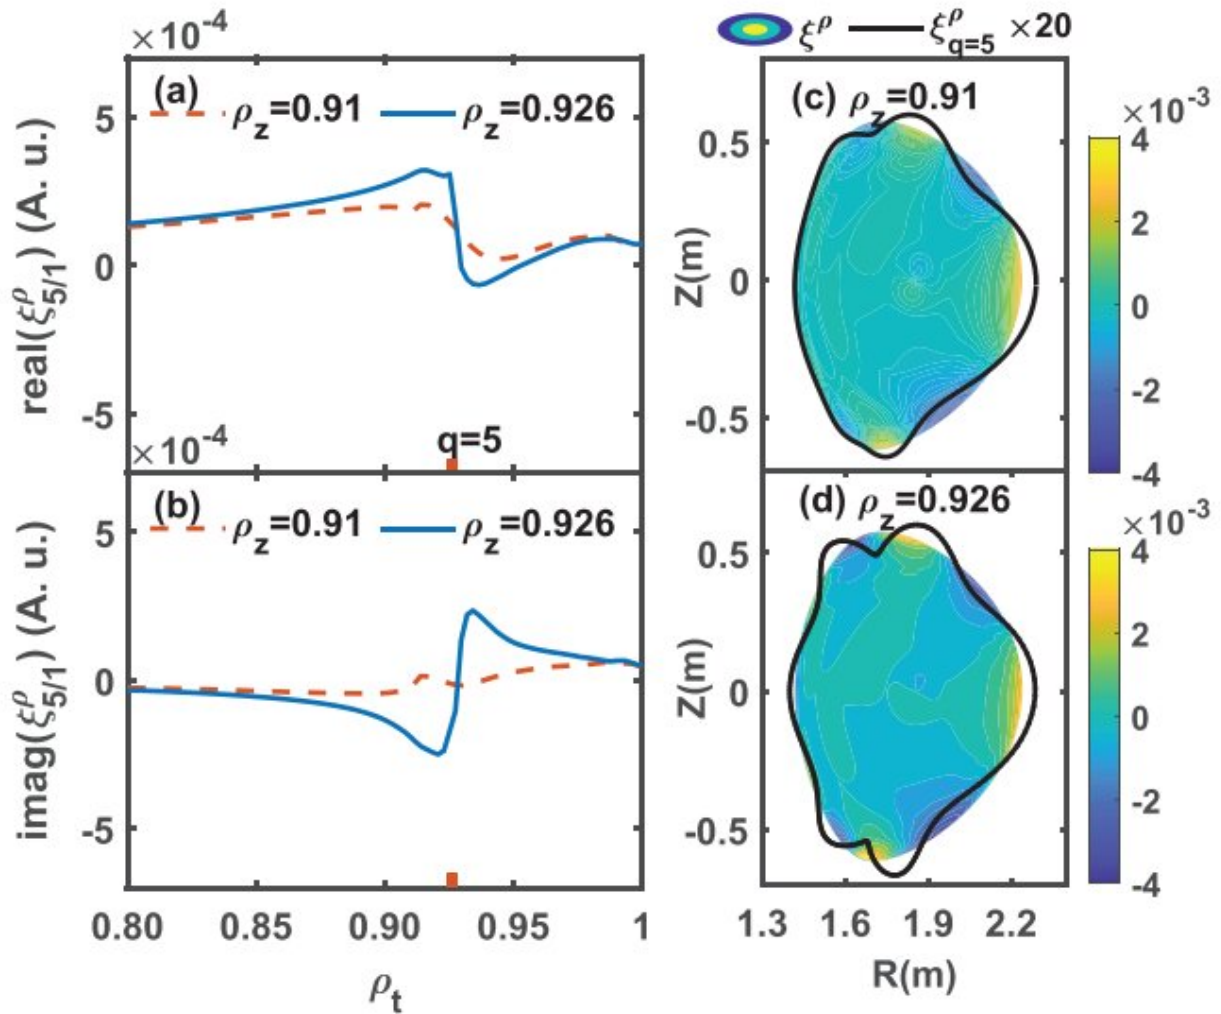 ×10⁻⁴
(a) ρz=0.91 ρz=0.926
real(ξ^ρ_5/1) (A. u.)
5
0
-5
q=5
×10⁻⁴
(b) ρz=0.91 ρz=0.926
imag(ξ^ρ_5/1) (A. u.)
5
0
-5
0.80 0.85 0.90 0.95 1
ρt
ξ^ρ ξ^ρ_q=5 ×20
(c) ρz=0.91
Z(m)
0.5
0
-0.5
×10⁻³
4
2
0
-2
-4
(d) ρz=0.926
Z(m)
0.5
0
-0.5
×10⁻³
4
2
0
-2
-4
1.3 1.6 1.9 2.2
R(m)